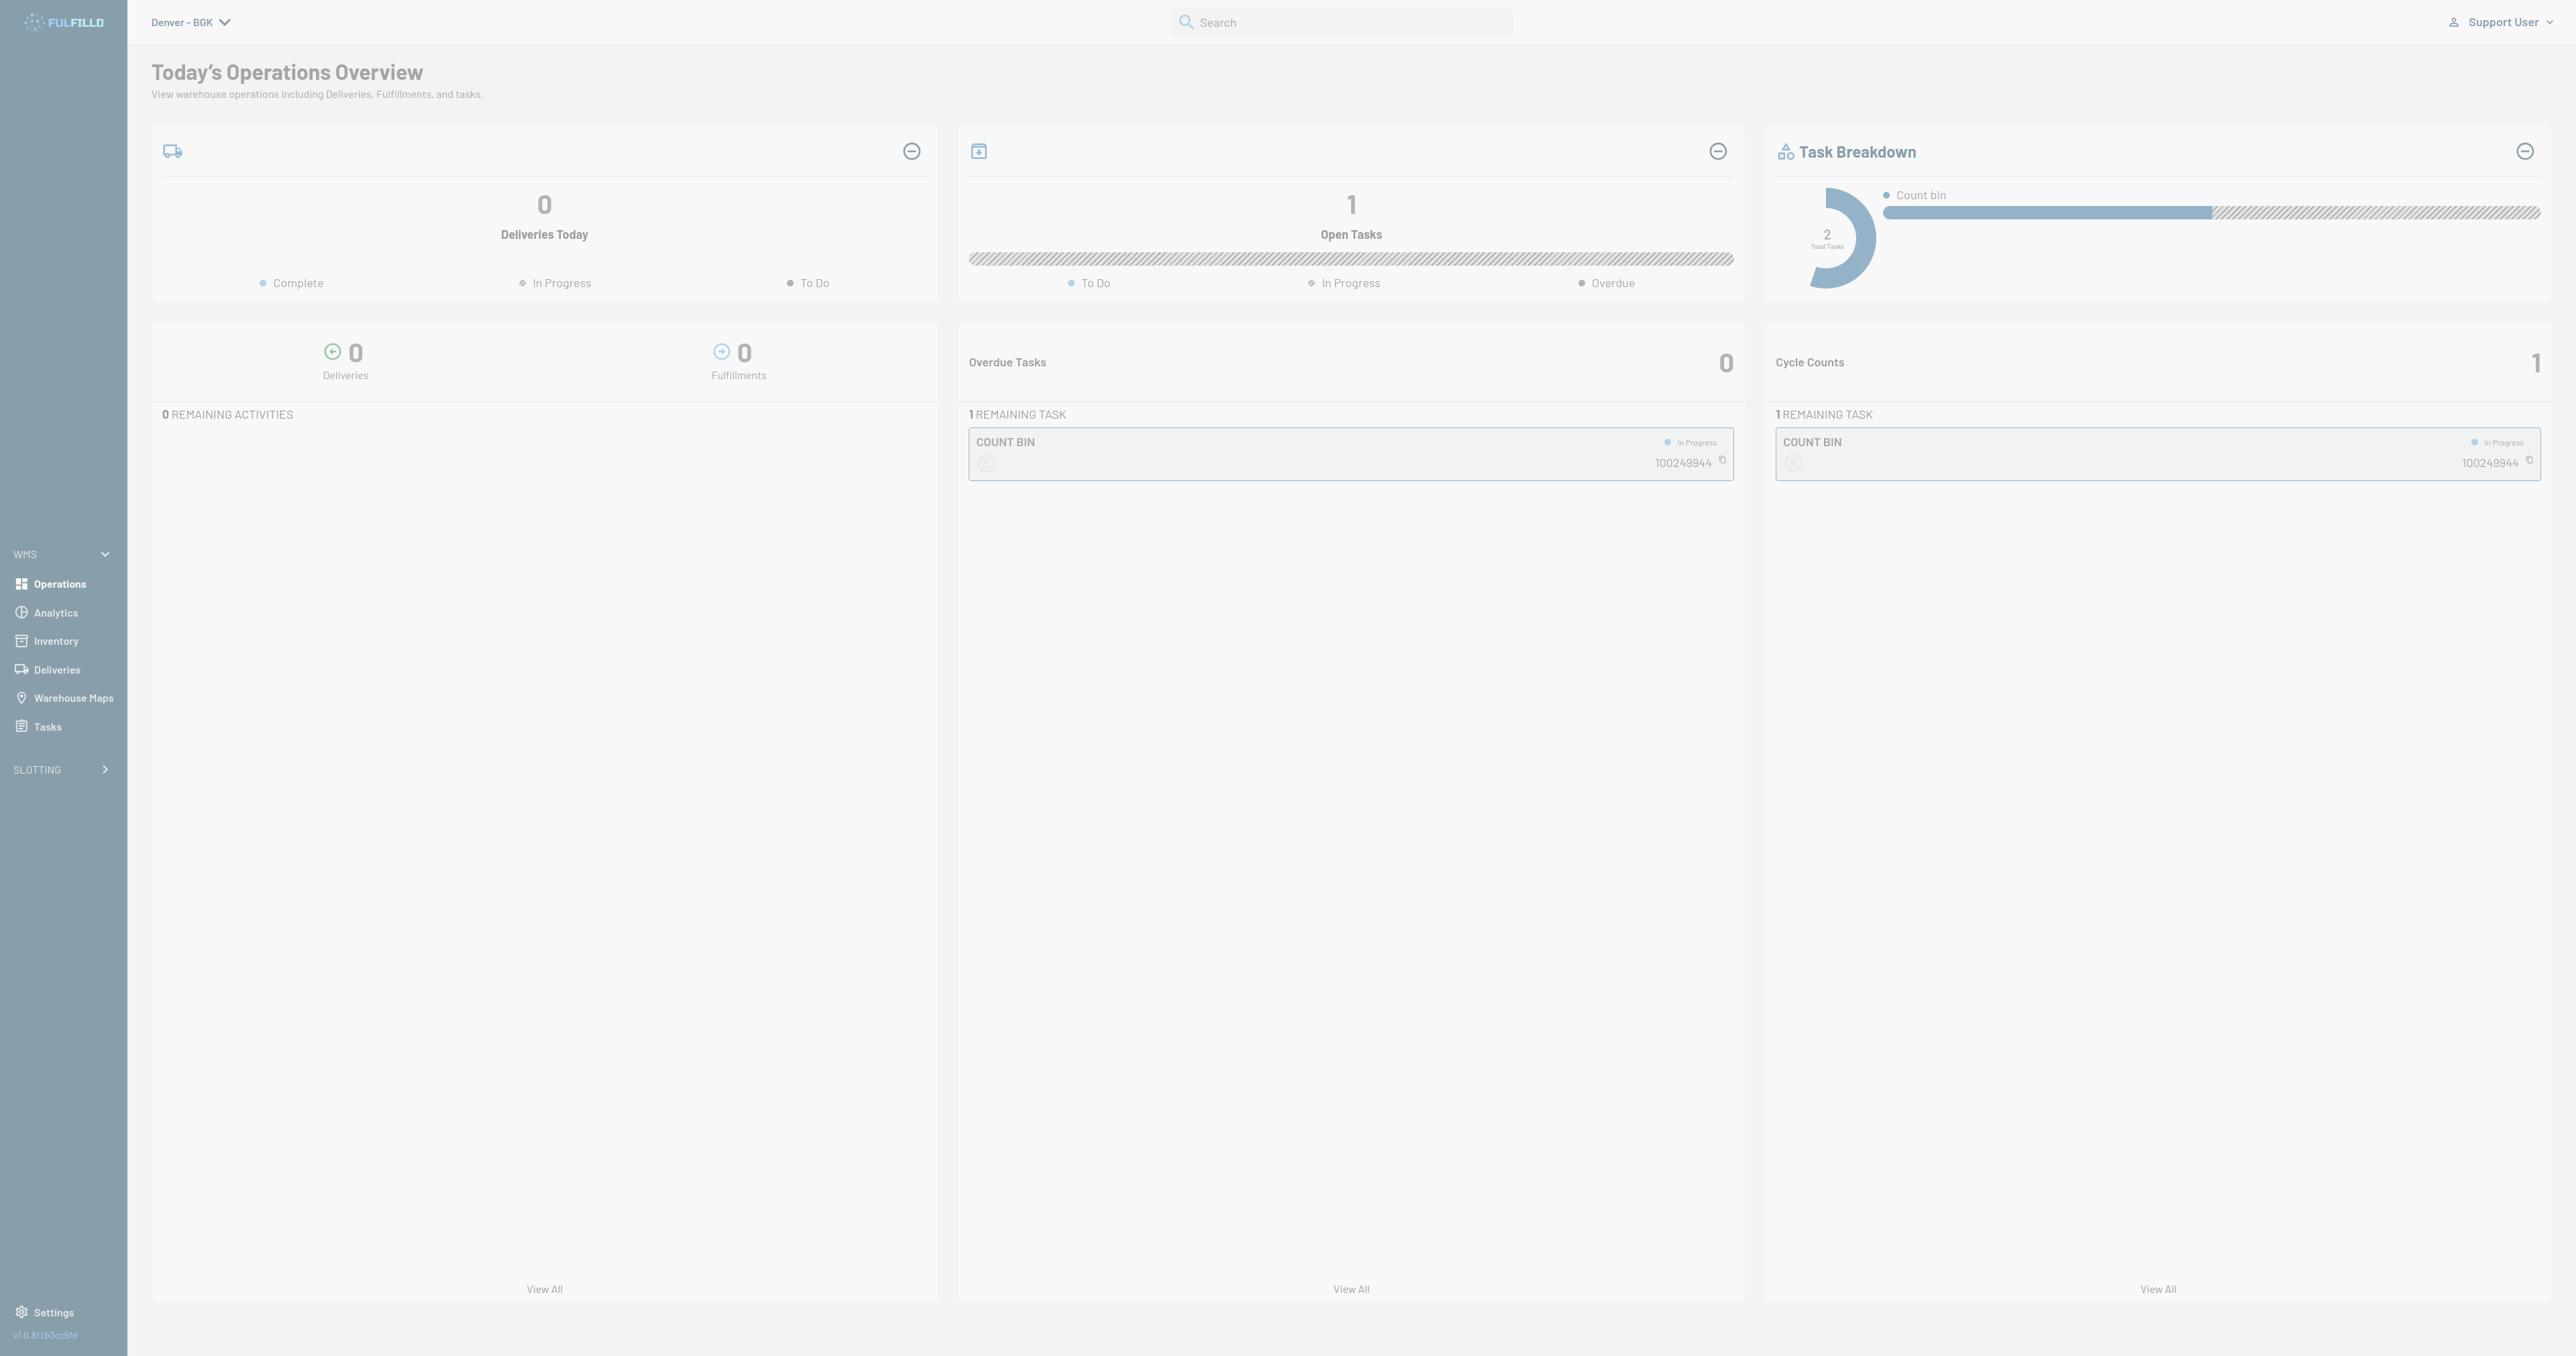 FULFILLD
Denver - BGK
Search
Support User
Today's Operations Overview
View warehouse operations including Deliveries, Fulfillments, and tasks.
0
Deliveries Today
Complete
In Progress
To Do
1
Open Tasks
To Do
In Progress
Overdue
Task Breakdown
2
Total Tasks
Count bin
0
Deliveries
0
Fulfillments
0 REMAINING ACTIVITIES
View All
Overdue Tasks
0
1 REMAINING TASK
COUNT BIN
In Progress
100249944
View All
Cycle Counts
1
1 REMAINING TASK
COUNT BIN
In Progress
100249944
View All
WMS
Operations
Analytics
Inventory
Deliveries
Warehouse Maps
Tasks
SLOTTING
Settings
v1.0.811.b3cc5fd